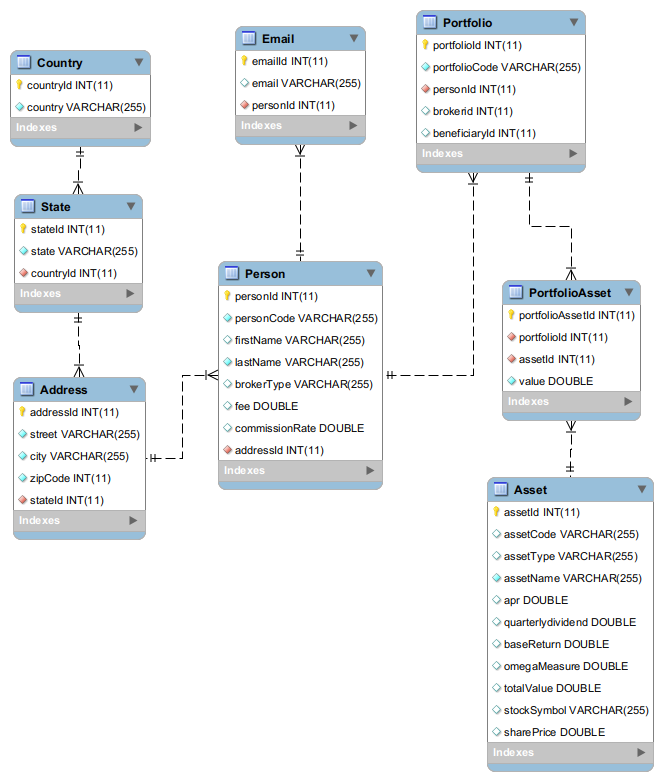 Country
countryId INT(11)
country VARCHAR(255)
Indexes
State
stateId INT(11)
state VARCHAR(255)
countryId INT(11)
Indexes
Address
addressId INT(11)
street VARCHAR(255)
city VARCHAR(255)
zipCode INT(11)
stateId INT(11)
Indexes
Email
emailId INT(11)
email VARCHAR(255)
personId INT(11)
Indexes
Person
personId INT(11)
personCode VARCHAR(255)
firstName VARCHAR(255)
lastName VARCHAR(255)
brokerType VARCHAR(255)
fee DOUBLE
commissionRate DOUBLE
addressId INT(11)
Indexes
Portfolio
portfolioId INT(11)
portfolioCode VARCHAR(255)
personId INT(11)
brokerid INT(11)
beneficiaryId INT(11)
Indexes
PortfolioAsset
portfolioAssetId INT(11)
portfolioId INT(11)
assetId INT(11)
value DOUBLE
Indexes
Asset
assetId INT(11)
assetCode VARCHAR(255)
assetType VARCHAR(255)
assetName VARCHAR(255)
apr DOUBLE
quarterlydividend DOUBLE
baseReturn DOUBLE
omegaMeasure DOUBLE
totalValue DOUBLE
stockSymbol VARCHAR(255)
sharePrice DOUBLE
Indexes